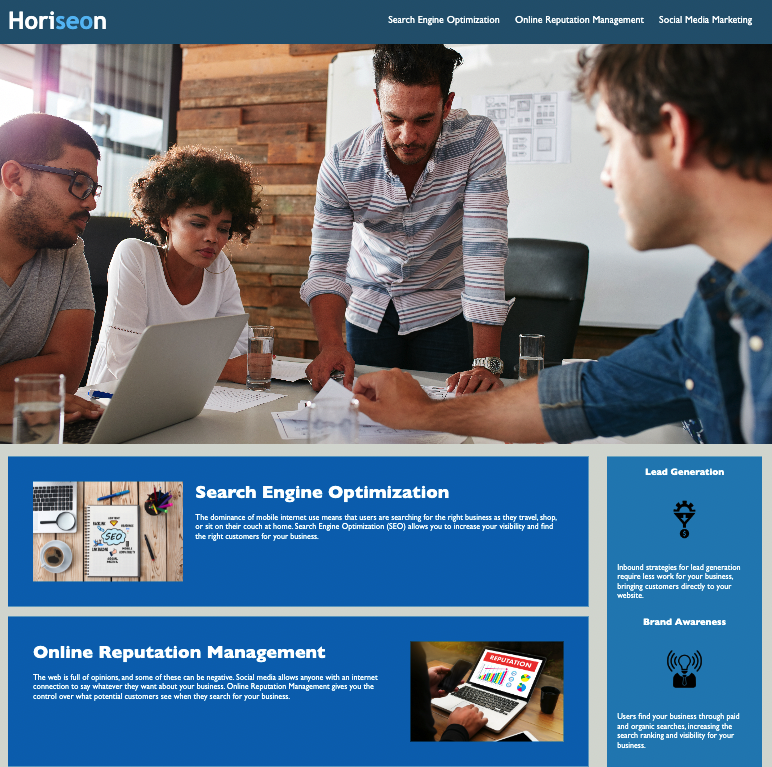 Horiseon
Search Engine Optimization
Online Reputation Management
Social Media Marketing
SEO
Search Engine Optimization
The dominance of mobile internet use means that users are searching for the right business as they travel, shop,
or sit on their couch at home. Search Engine Optimization (SEO) allows you to increase your visibility and find
the right customers for your business.
Online Reputation Management
The web is full of opinions, and some of these can be negative. Social media allows anyone with an internet
connection to say whatever they want about your business. Online Reputation Management gives you the
control over what potential customers see when they search for your business.
REPUTATION
Lead Generation
$
Inbound strategies for lead generation
require less work for your business,
bringing customers directly to your
website.
Brand Awareness
Users find your business through paid
and organic searches, increasing the
search ranking and visibility for your
business.